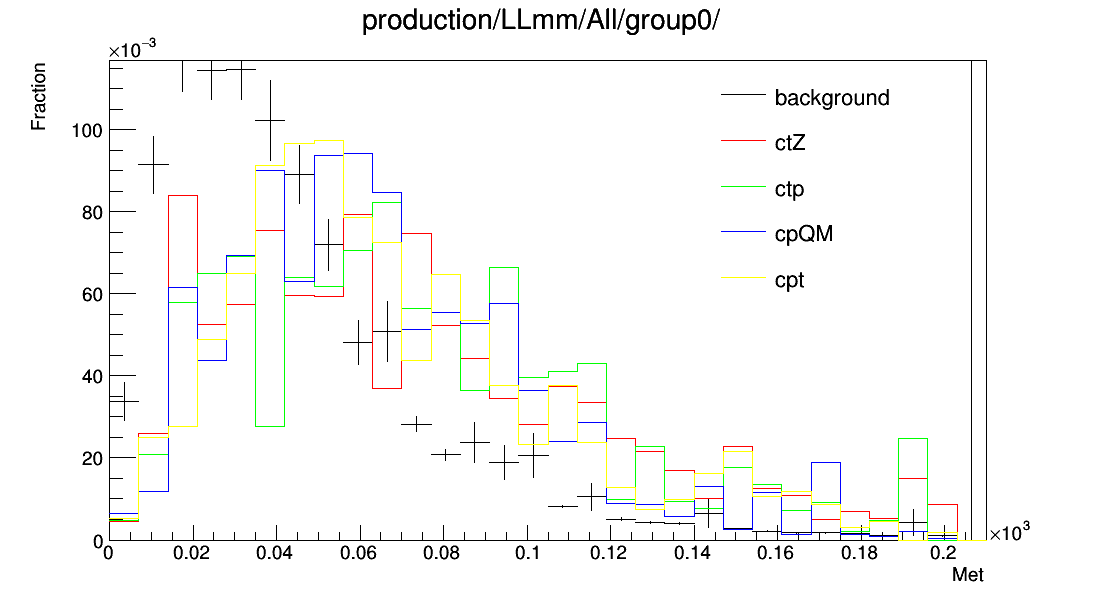 production/LLmm/All/group0/
×10⁻³
Fraction
background
ctZ
ctp
cpQM
cpt
100
80
60
40
20
0
0 0.02 0.04 0.06 0.08 0.1 0.12 0.14 0.16 0.18 0.2
×10³
Met